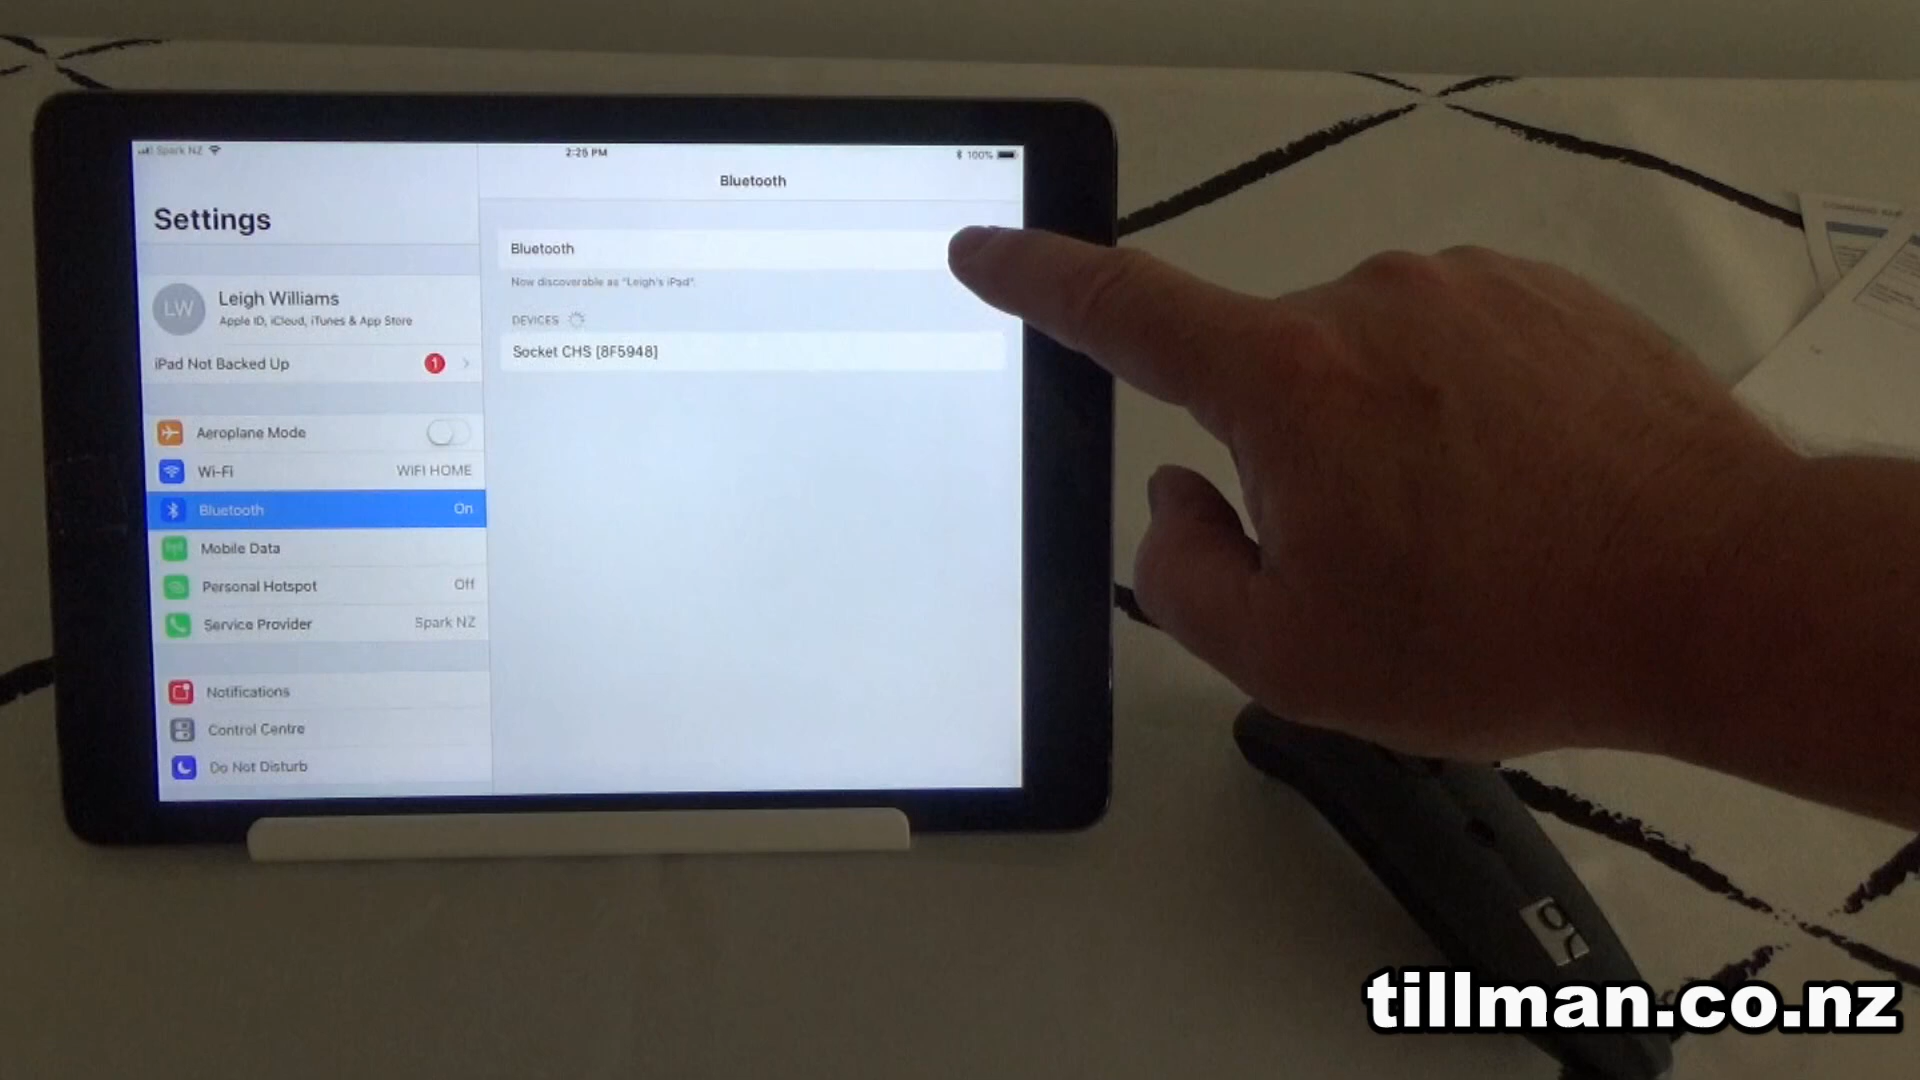 Spark NZ
2:25 PM
100%
Settings
Bluetooth
LW
Leigh Williams
Apple ID, iCloud, iTunes & App Store
iPad Not Backed Up
1
Aeroplane Mode
Wi-Fi
WIFI HOME
Bluetooth
On
Mobile Data
Personal Hotspot
Off
Service Provider
Spark NZ
Notifications
Control Centre
Do Not Disturb
Bluetooth
Now discoverable as "Leigh's iPad".
DEVICES
Socket CHS [8F5948]
tillman.co.nz